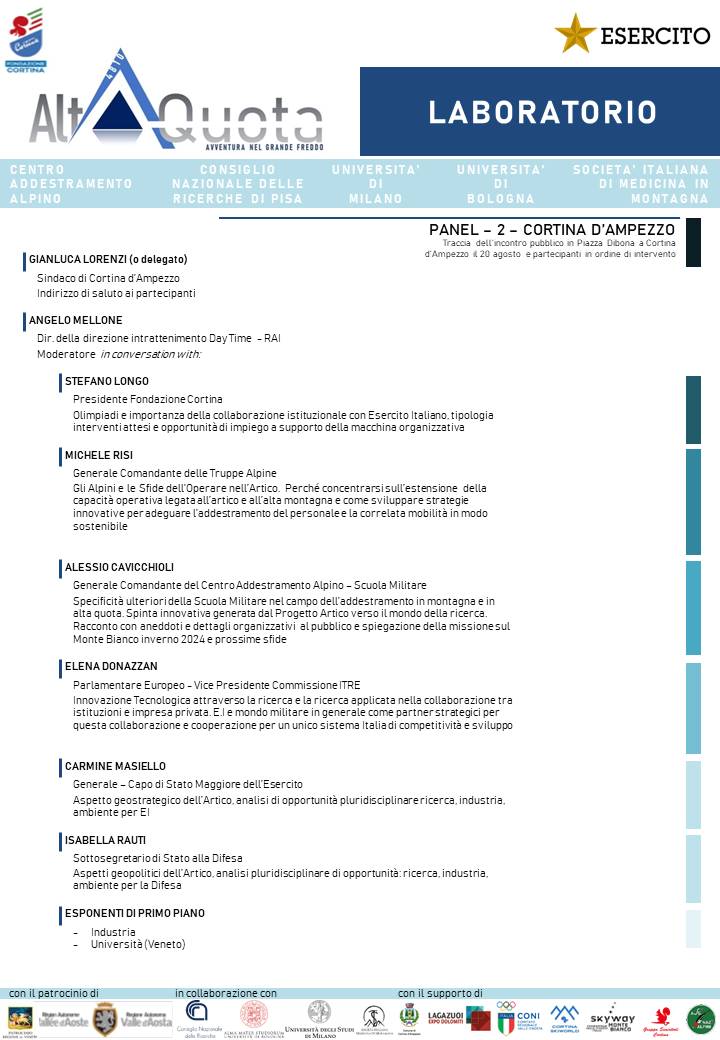 FONDAZIONE
CORTINA
ESERCITO
4810
AltAQuota
AVVENTURA NEL GRANDE FREDDO
LABORATORIO
CENTRO
ADDESTRAMENTO
ALPINO
CONSIGLIO
NAZIONALE DELLE
RICERCHE DI PISA
UNIVERSITA'
DI
MILANO
UNIVERSITA'
DI
BOLOGNA
SOCIETA' ITALIANA
DI MEDICINA IN
MONTAGNA
PANEL – 2 – CORTINA D'AMPEZZO
Traccia dell'incontro pubblico in Piazza Dibona a Cortina
d'Ampezzo il 20 agosto e partecipanti in ordine di intervento
GIANLUCA LORENZI (o delegato)
Sindaco di Cortina d'Ampezzo
Indirizzo di saluto ai partecipanti
ANGELO MELLONE
Dir. della direzione intrattenimento Day Time - RAI
Moderatore in conversation with:
STEFANO LONGO
Presidente Fondazione Cortina
Olimpiadi e importanza della collaborazione istituzionale con Esercito Italiano, tipologia
interventi attesi e opportunità di impiego a supporto della macchina organizzativa
MICHELE RISI
Generale Comandante delle Truppe Alpine
Gli Alpini e le Sfide dell'Operare nell'Artico. Perché concentrarsi sull'estensione della
capacità operativa legata all'artico e all'alta montagna e come sviluppare strategie
innovative per adeguare l'addestramento del personale e la correlata mobilità in modo
sostenibile
ALESSIO CAVICCHIOLI
Generale Comandante del Centro Addestramento Alpino – Scuola Militare
Specificità ulteriori della Scuola Militare nel campo dell'addestramento in montagna e in
alta quota. Spinta innovativa generata dal Progetto Artico verso il mondo della ricerca.
Racconto con aneddoti e dettagli organizzativi al pubblico e spiegazione della missione sul
Monte Bianco inverno 2024 e prossime sfide
ELENA DONAZZAN
Parlamentare Europeo - Vice Presidente Commissione ITRE
Innovazione Tecnologica attraverso la ricerca e la ricerca applicata nella collaborazione tra
istituzioni e impresa privata. E.I e mondo militare in generale come partner strategici per
questa collaborazione e cooperazione per un unico sistema Italia di competitività e sviluppo
CARMINE MASIELLO
Generale – Capo di Stato Maggiore dell'Esercito
Aspetto geostrategico dell'Artico, analisi di opportunità pluridisciplinare ricerca, industria,
ambiente per EI
ISABELLA RAUTI
Sottosegretario di Stato alla Difesa
Aspetti geopolitici dell'Artico, analisi pluridisciplinare di opportunità: ricerca, industria,
ambiente per la Difesa
ESPONENTI DI PRIMO PIANO
- Industria
- Università (Veneto)
con il patrocinio di
in collaborazione con
con il supporto di
Vallée d'Aoste
Valle d'Aosta
Consiglio Nazionale
delle Ricerche
ALMA MATER STUDIORUM
UNIVERSITÀ DEGLI STUDI
DI MILANO
LAGAZUOI
EXPO DOLOMITI
CONI
CORTINA
SKYWORLD
SKYWAY
MONTE
BIANCO